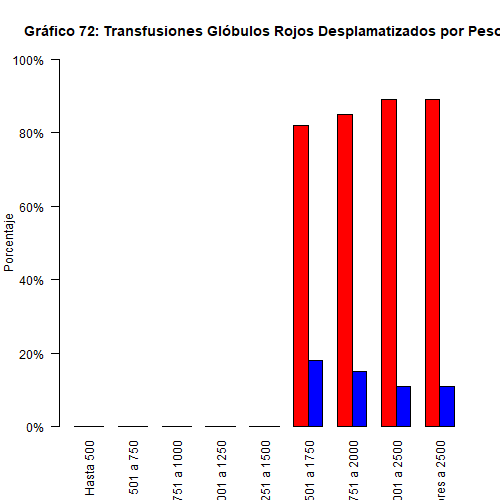 Gráfico 72: Transfusiones Glóbulos Rojos Desplamatizados por Peso
100%
80%
60%
40%
20%
0%
Porcentaje
Hasta 500
501 a 750
751 a 1000
001 a 1250
251 a 1500
501 a 1750
751 a 2000
001 a 2500
ores a 2500